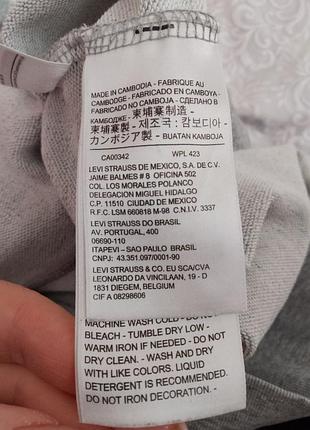 MADE IN CAMBODIA - FABRIQUE AU
CAMBODGE - FABRICADO EN CAMBOYA -
FABRICADO NO CAMBOJA - СДЕЛАНО В
КАМБОДЖЕ - 柬埔寨制造 -
柬埔寨製 - 제조국 : 캄보디아 -
カンボジア製 - BUATAN KAMBOJA
CA00342 WPL 423
LEVI STRAUSS DE MEXICO, S.A. DE C.V.
JAIME BALMES # 8 OFICINA 502
COL LOS MORALES POLANCO
DELEGACION MIGUEL HIDALGO
C.P. 11510 CIUDAD DE MEXICO
R.F.C. LSM 660818 M-98 CONMUT. 91383900
LEVI STRAUSS DO BRASIL
AV. PORTUGAL, 400
06690-110
ITAPEVI – SAO PAULO BRASIL
CNPJ: 43.351.097/0001-90
LEVI STRAUSS & CO. EU SCA/CVA
LEONARDO DA VINCILAAN, 19 - D
1831 DIEGEM, BELGIUM
CIF A 08298606
MACHINE WASH COLD - DO NOT
BLEACH - TUMBLE DRY LOW -
WARM IRON IF NEEDED - DO NOT
DRY CLEAN. - WASH AND DRY
WITH LIKE COLORS. LIQUID
DETERGENT IS RECOMMENDED.
DO NOT IRON DECORATION. -